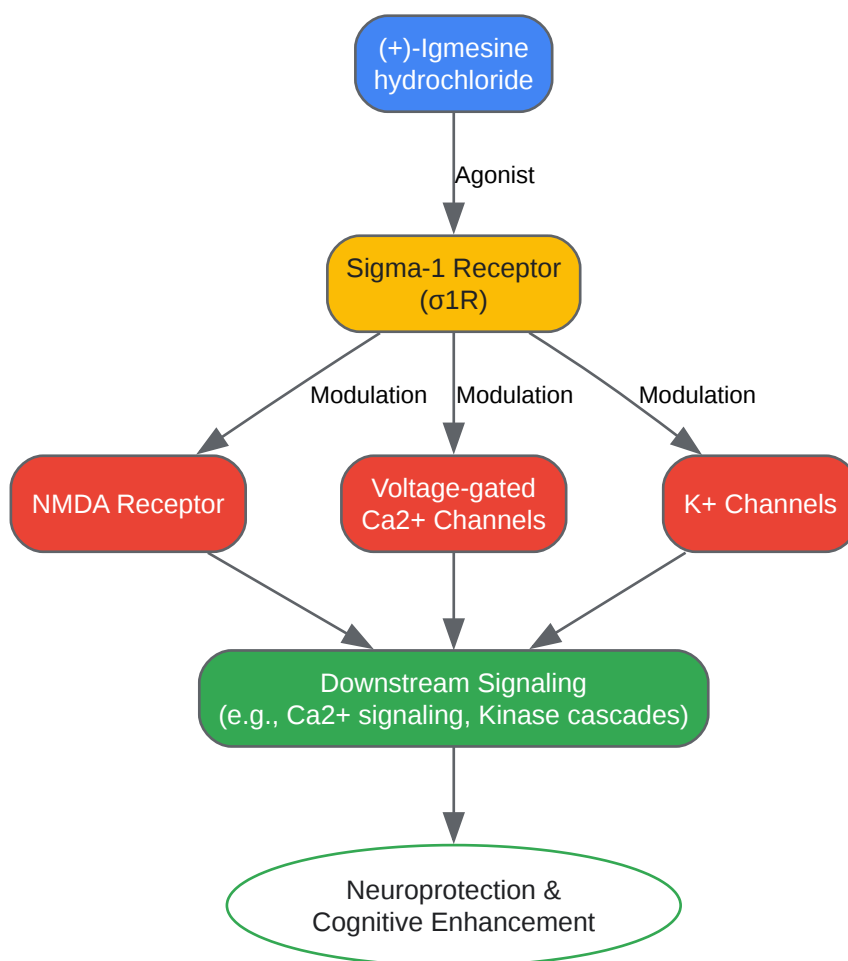 (+)-Igmesine
hydrochloride
Agonist
Sigma-1 Receptor
(σ1R)
Modulation
Modulation
Modulation
NMDA Receptor
Voltage-gated
Ca2+ Channels
K+ Channels
Downstream Signaling
(e.g., Ca2+ signaling, Kinase cascades)
Neuroprotection &
Cognitive Enhancement